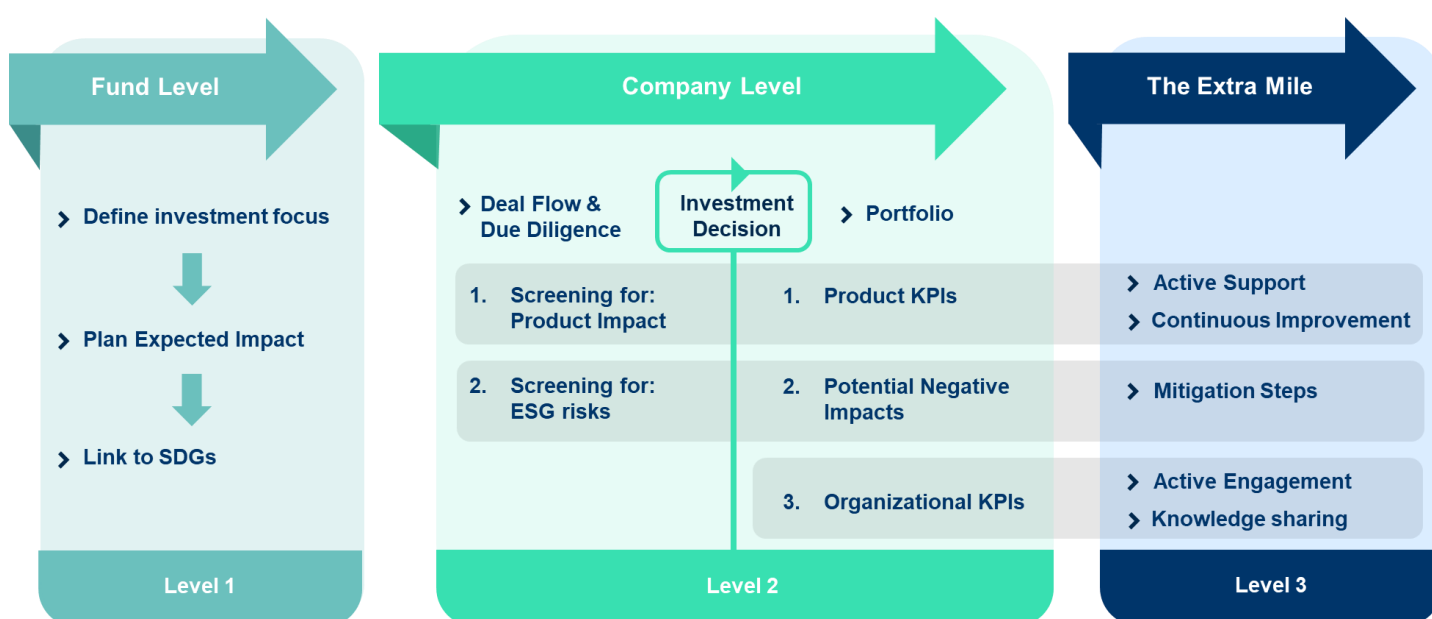 Fund Level
Define investment focus
Plan Expected Impact
Link to SDGs
Level 1
Company Level
Deal Flow &
Due Diligence
Investment
Decision
Portfolio
1. Screening for:
Product Impact
1. Product KPIs
2. Screening for:
ESG risks
2. Potential Negative
Impacts
3. Organizational KPIs
Level 2
The Extra Mile
Active Support
Continuous Improvement
Mitigation Steps
Active Engagement
Knowledge sharing
Level 3